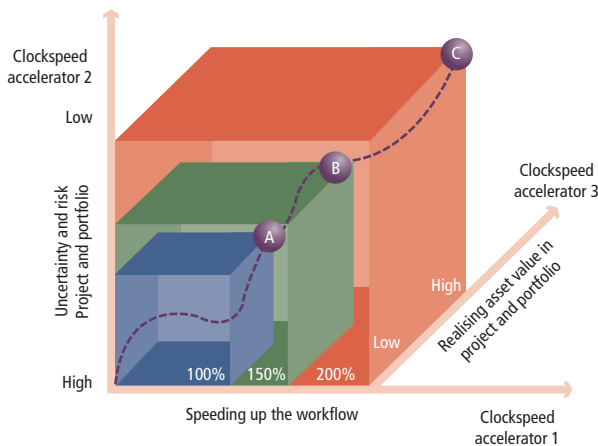 Clockspeed
accelerator 2
Low
Uncertainty and risk
Project and portfolio
High
A
B
C
100%
150%
200%
Low
High
Clockspeed
accelerator 3
Realising asset value in
project and portfolio
Speeding up the workflow
Clockspeed
accelerator 1